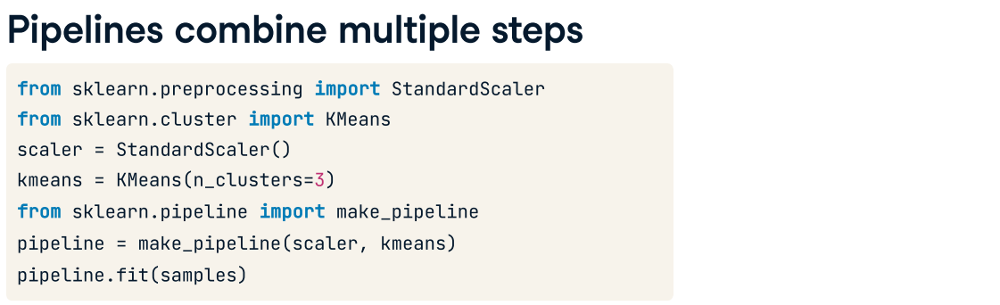 Pipelines combine multiple steps
from sklearn.preprocessing import StandardScaler
from sklearn.cluster import KMeans
scaler = StandardScaler()
kmeans = KMeans(n_clusters=3)
from sklearn.pipeline import make_pipeline
pipeline = make_pipeline(scaler, kmeans)
pipeline.fit(samples)